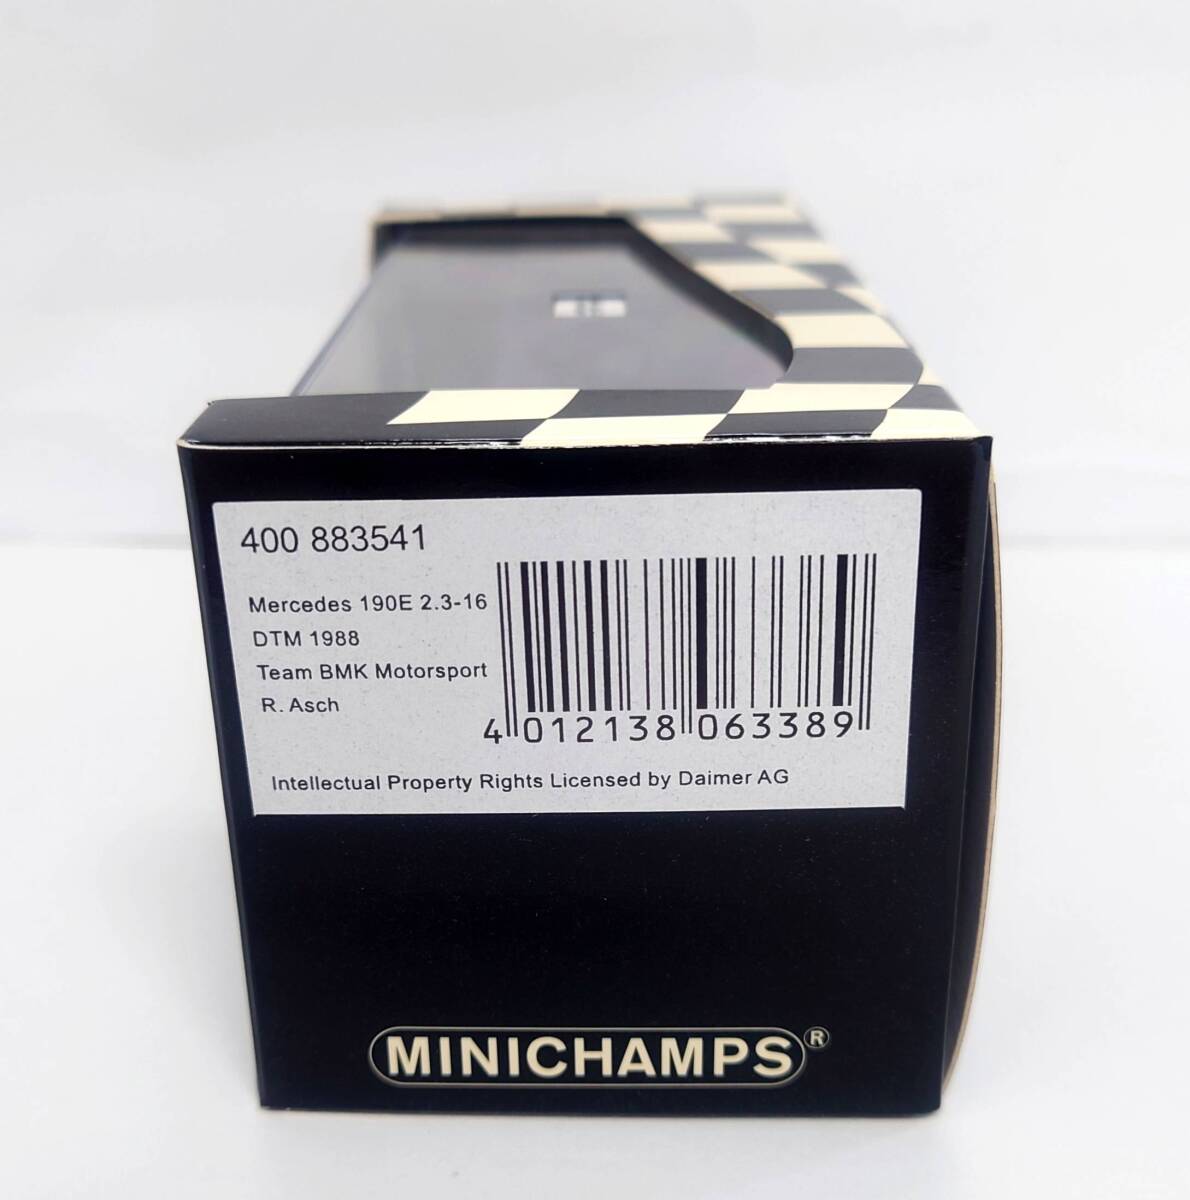 400 883541
Mercedes 190E 2.3-16
DTM 1988
Team BMK Motorsport
R. Asch
4 012138 063389
Intellectual Property Rights Licensed by Daimer AG
MINICHAMPS®